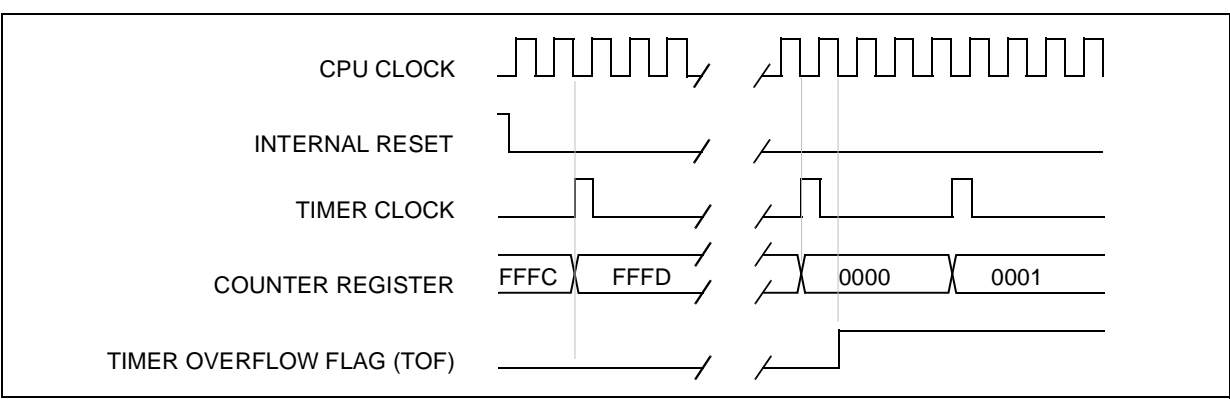 CPU CLOCK
INTERNAL RESET
TIMER CLOCK
COUNTER REGISTER FFFC FFFD 0000 0001
TIMER OVERFLOW FLAG (TOF)